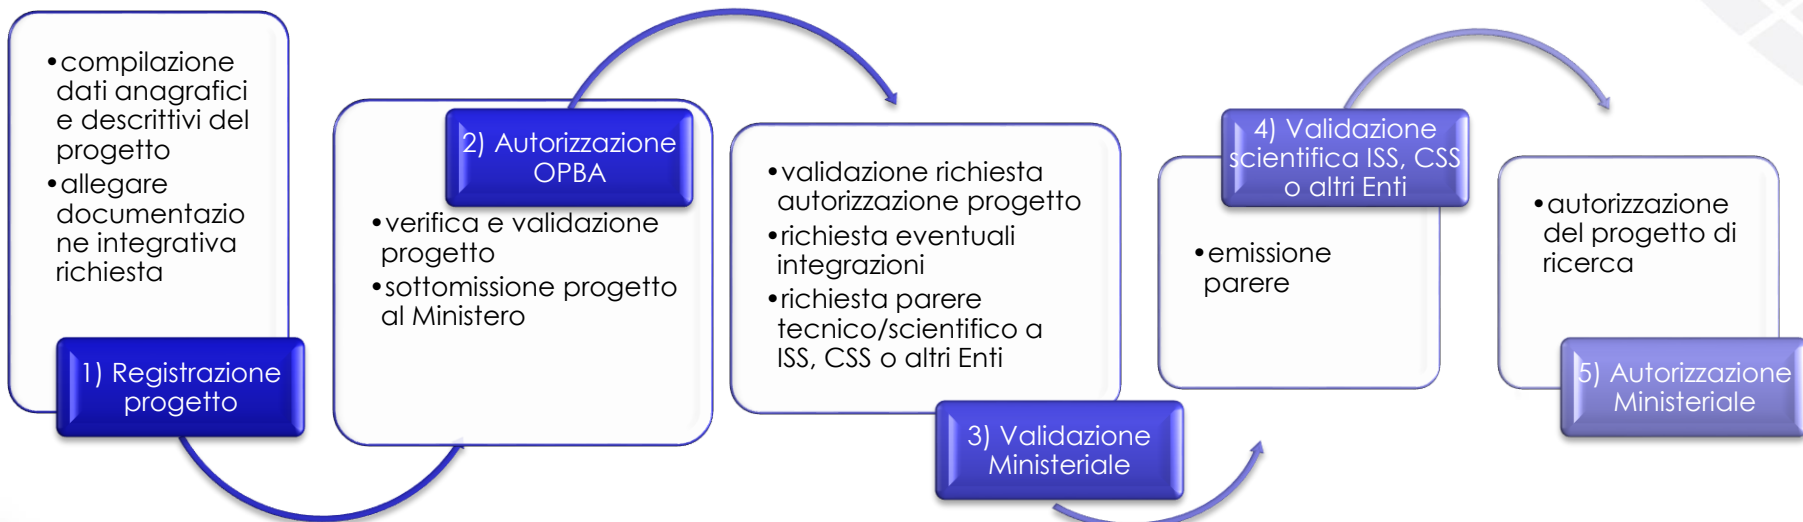 •compilazione
dati anagrafici
e descrittivi del
progetto
•allegare
documentazio
ne integrativa
richiesta
1) Registrazione
progetto
2) Autorizzazione
OPBA
•verifica e validazione
progetto
•sottomissione progetto
al Ministero
•validazione richiesta
autorizzazione progetto
•richiesta eventuali
integrazioni
•richiesta parere
tecnico/scientifico a
ISS, CSS o altri Enti
3) Validazione
Ministeriale
4) Validazione
scientifica ISS, CSS
o altri Enti
•emissione
parere
•autorizzazione
del progetto di
ricerca
5) Autorizzazione
Ministeriale